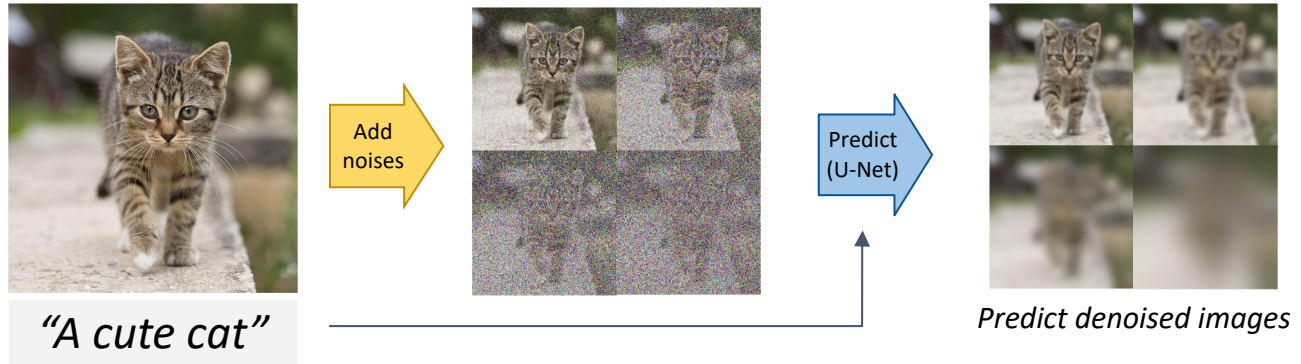 Add
noises
Predict
(U-Net)
“A cute cat”
Predict denoised images